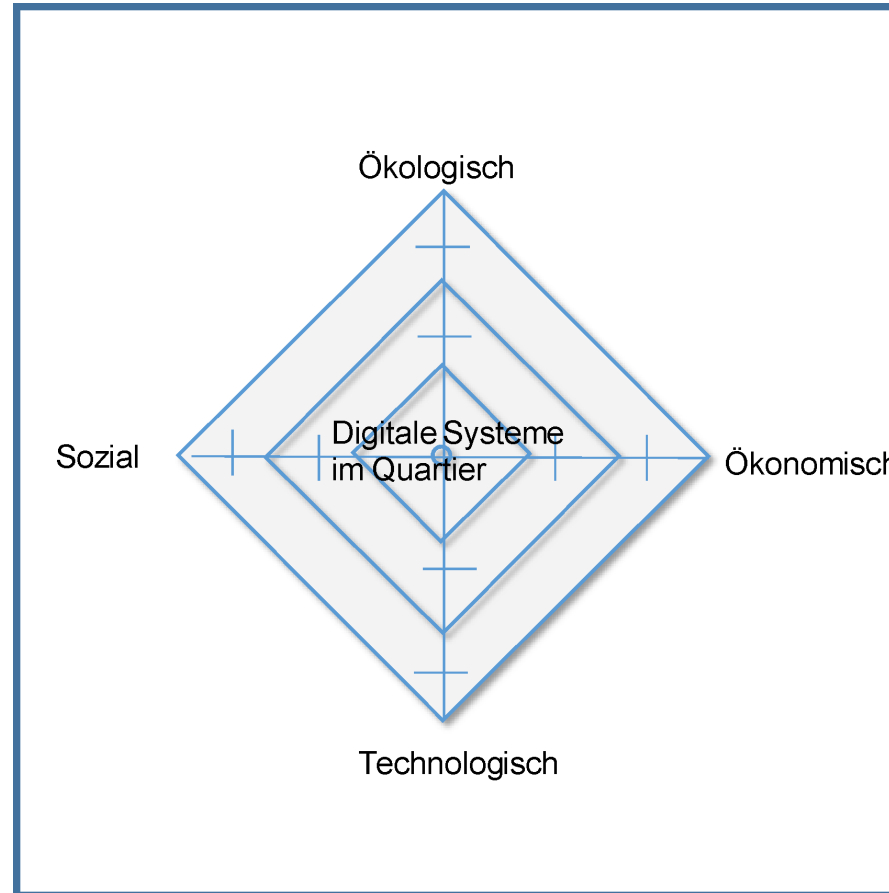 Ökologisch
Digitale Systeme
im Quartier
Sozial
Ökonomisch
Technologisch